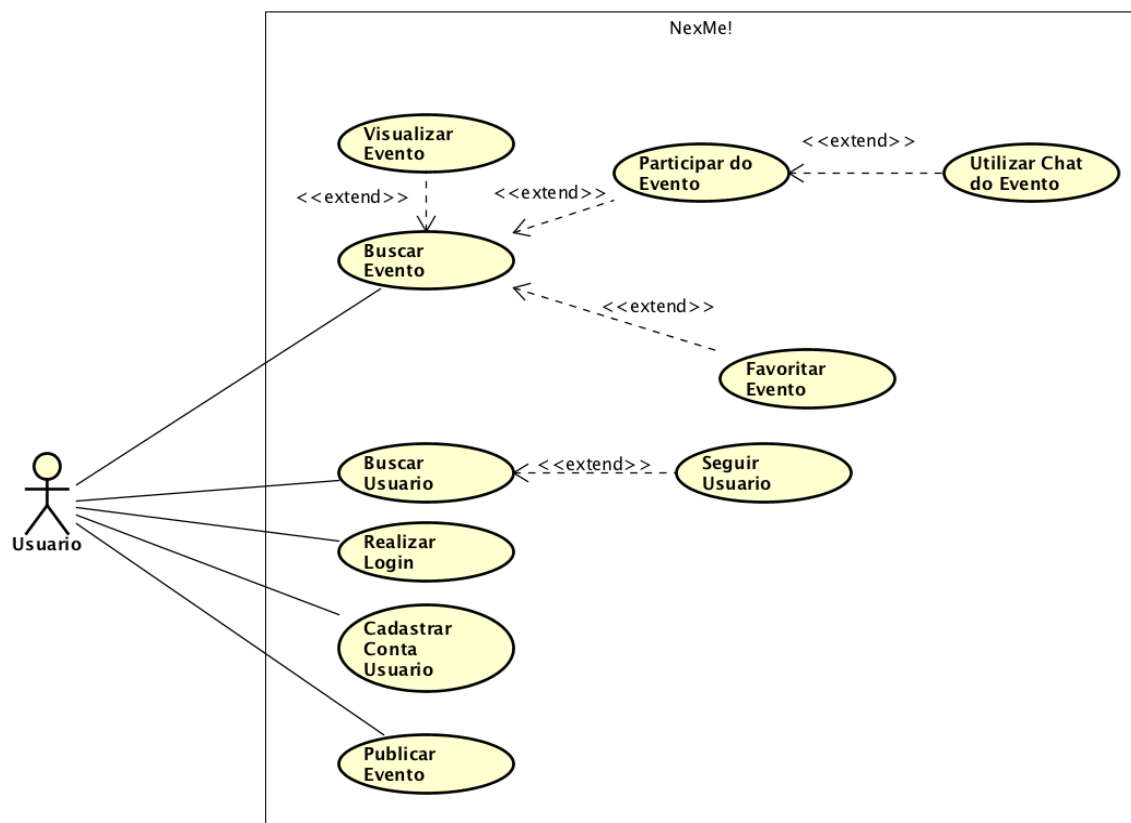 NexMe!
Visualizar
Evento
<<extend>>
Participar do
Evento
<<extend>>
Utilizar Chat
do Evento
<<extend>>
Buscar
Evento
<<extend>>
Favoritar
Evento
Buscar
Usuario
<<extend>>
Seguir
Usuario
Usuario
Realizar
Login
Cadastrar
Conta
Usuario
Publicar
Evento